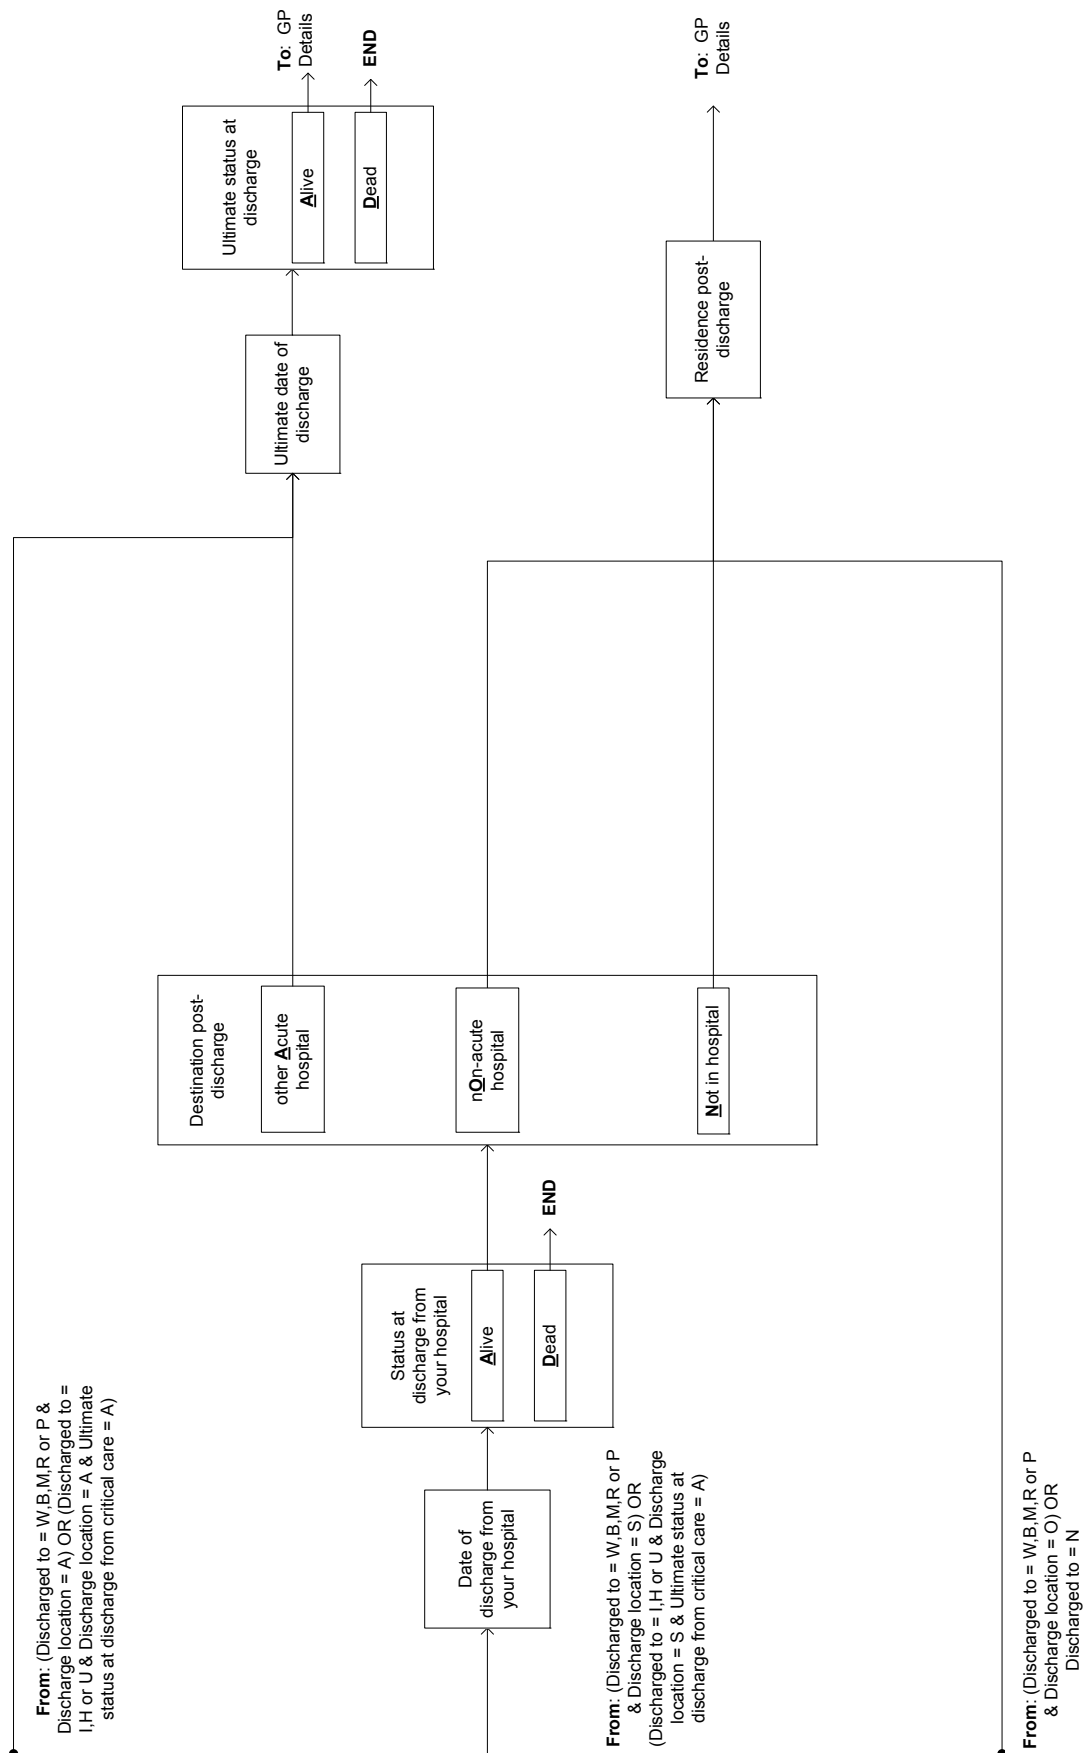 From: (Discharged to = W,B,M,R or P &
Discharge location = A) OR (Discharged to =
I,H or U & Discharge location = A & Ultimate
status at discharge from critical care = A)
Date of
discharge from
your hospital
From: (Discharged to = W,B,M,R or P
& Discharge location = S) OR
(Discharged to = I,H or U & Discharge
location = S & Ultimate status at
discharge from critical care = A)
From: (Discharged to = W,B,M,R or P
& Discharge location = O) OR
Discharged to = N
Status at
discharge from
your hospital
Alive
Dead
END
Destination post-
discharge
other Acute
hospital
nOn-acute
hospital
Not in hospital
Ultimate date of
discharge
Ultimate status at
discharge
Alive
Dead
To: GP
Details
END
Residence post-
discharge
To: GP
Details